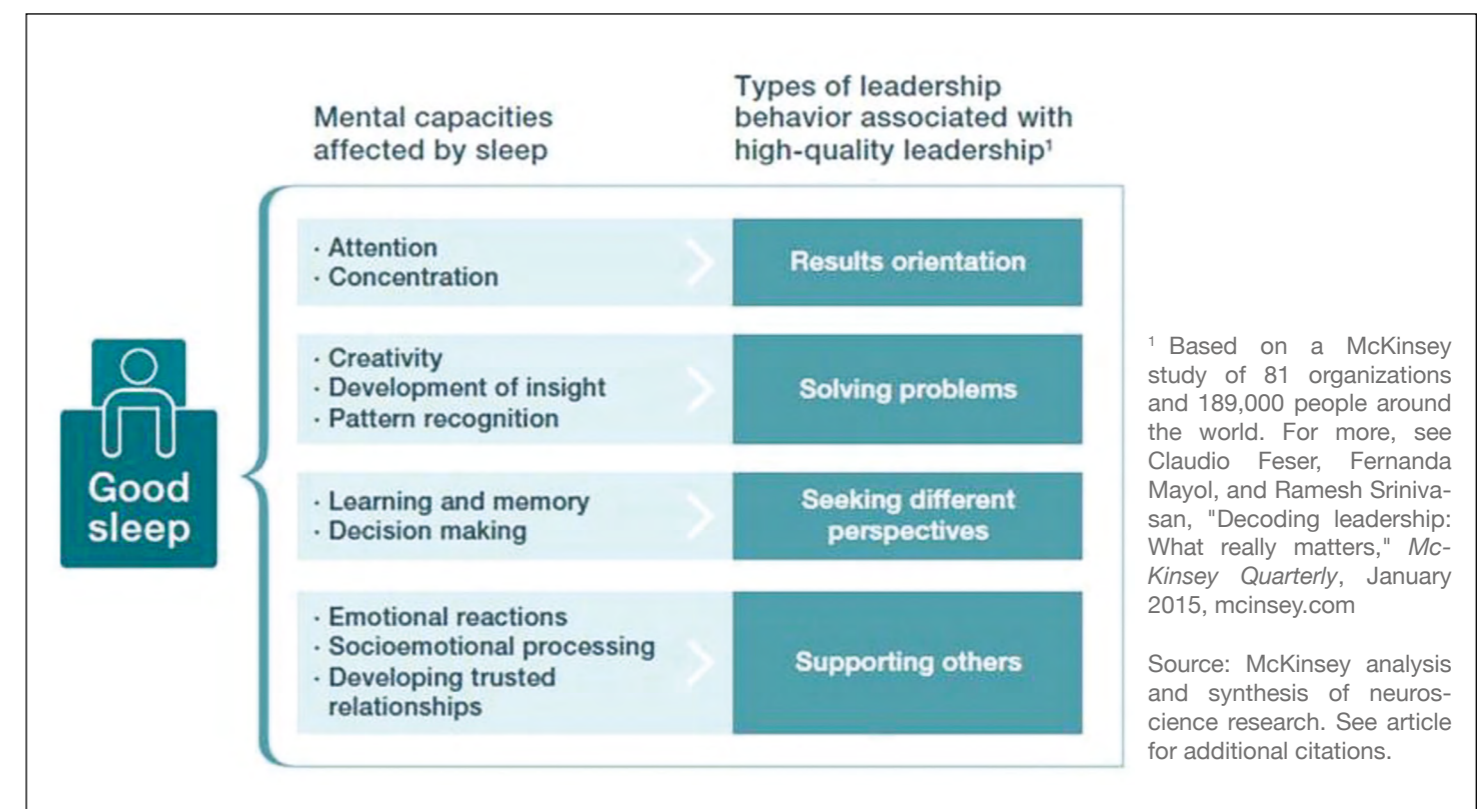 Mental capacities
affected by sleep
Types of leadership
behavior associated with
high-quality leadership¹
Good
sleep
· Attention
· Concentration
Results orientation
· Creativity
· Development of insight
· Pattern recognition
Solving problems
· Learning and memory
· Decision making
Seeking different
perspectives
· Emotional reactions
· Socioemotional processing
· Developing trusted
relationships
Supporting others
¹ Based on a McKinsey
study of 81 organizations
and 189,000 people around
the world. For more, see
Claudio Feser, Fernanda
Mayol, and Ramesh Sriniva-
san, "Decoding leadership:
What really matters," Mc-
Kinsey Quarterly, January
2015, mcinsey.com
Source: McKinsey analysis
and synthesis of neuros-
cience research. See article
for additional citations.